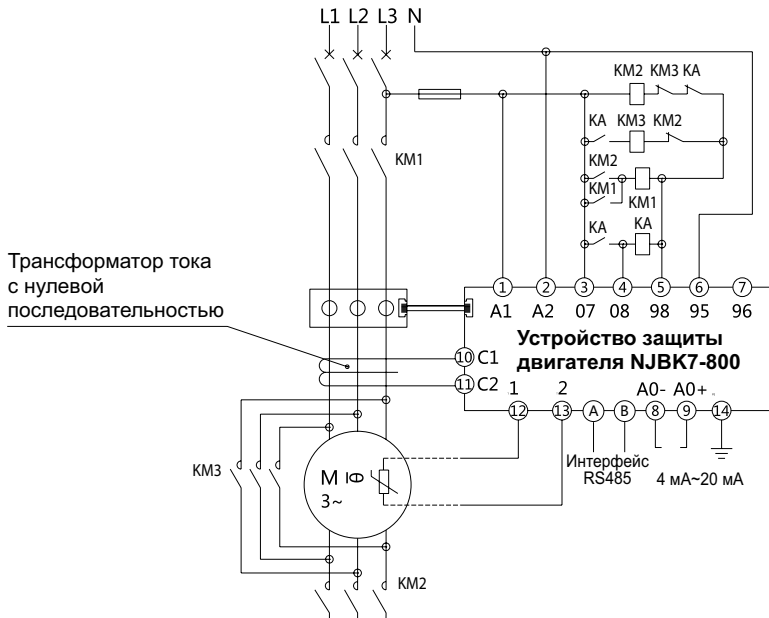 L1 L2 L3 N
KM2 KM3 KA
KA KM3 KM2
KM1
KM2
KM1
KM1
KA KA
Трансформатор тока
с нулевой
последовательностью
1 2 3 4 5 6 7
A1 A2 07 08 98 95 96
Устройство защиты
двигателя NJBK7-800
10 C1
11 C2
1 2 A0- A0+
12 13 A B 8 9 14
Интерфейс
RS485
4 мА~20 мА
KM3
M
3~
θ
KM2